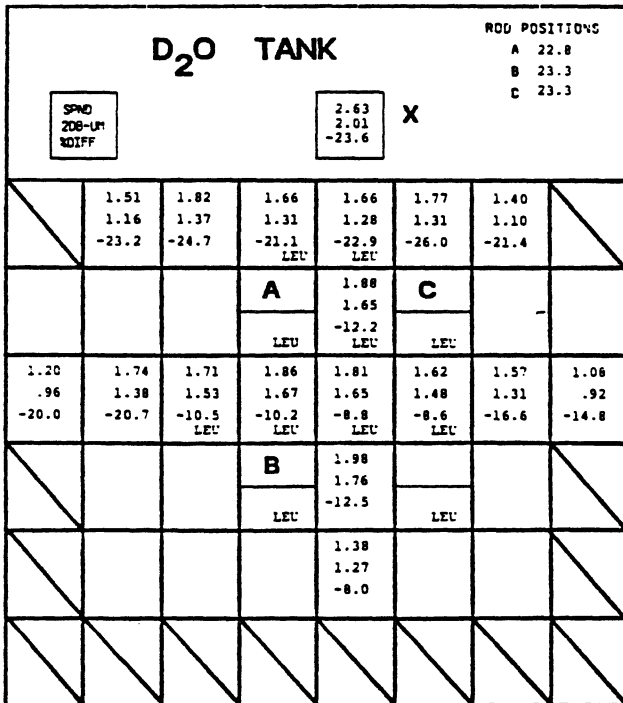 D2O TANK
ROD POSITIONS
A 22.8
B 23.3
C 23.3
SPND
2DB-UM
%DIFF
2.63
2.01
-23.6
X
1.51
1.16
-23.2
1.82
1.37
-24.7
1.66
1.31
-21.1
LEU
1.66
1.28
-22.9
LEU
1.77
1.31
-26.0
1.40
1.10
-21.4
A
LEU
1.88
1.65
-12.2
LEU
C
LEU
1.20
.96
-20.0
1.74
1.38
-20.7
1.71
1.53
-10.5
LEU
1.86
1.67
-10.2
LEU
1.81
1.65
-8.8
LEU
1.62
1.48
-8.6
LEU
1.57
1.31
-16.6
1.08
.92
-14.8
B
LEU
1.98
1.76
-12.5
LEU
1.38
1.27
-8.0